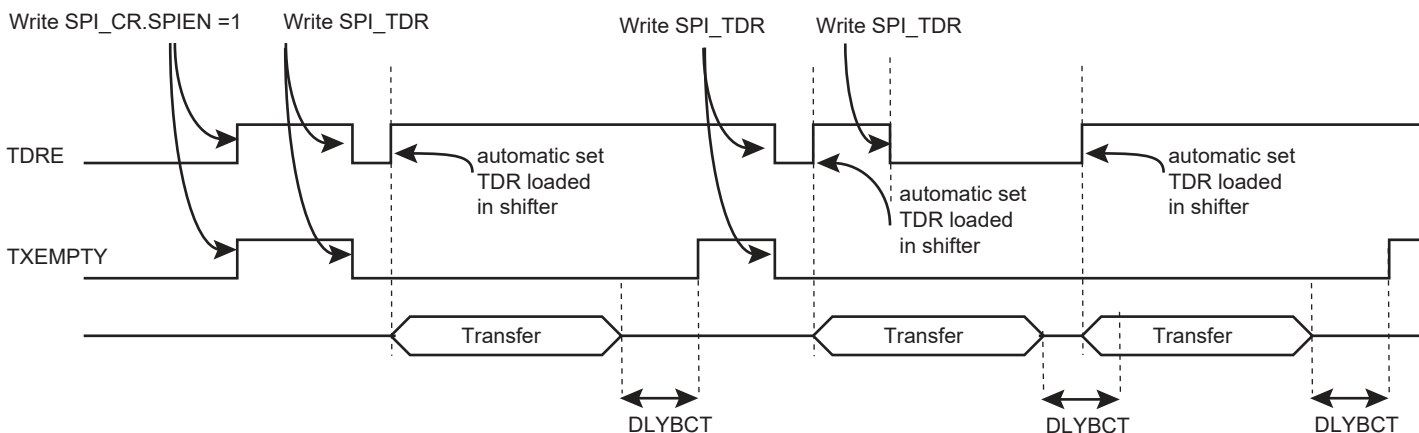 Write SPI_CR.SPIEN =1
Write SPI_TDR
Write SPI_TDR
Write SPI_TDR
TDRE
automatic set
TDR loaded
in shifter
automatic set
TDR loaded
in shifter
automatic set
TDR loaded
in shifter
TXEMPTY
Transfer
Transfer
Transfer
DLYBCT
DLYBCT
DLYBCT